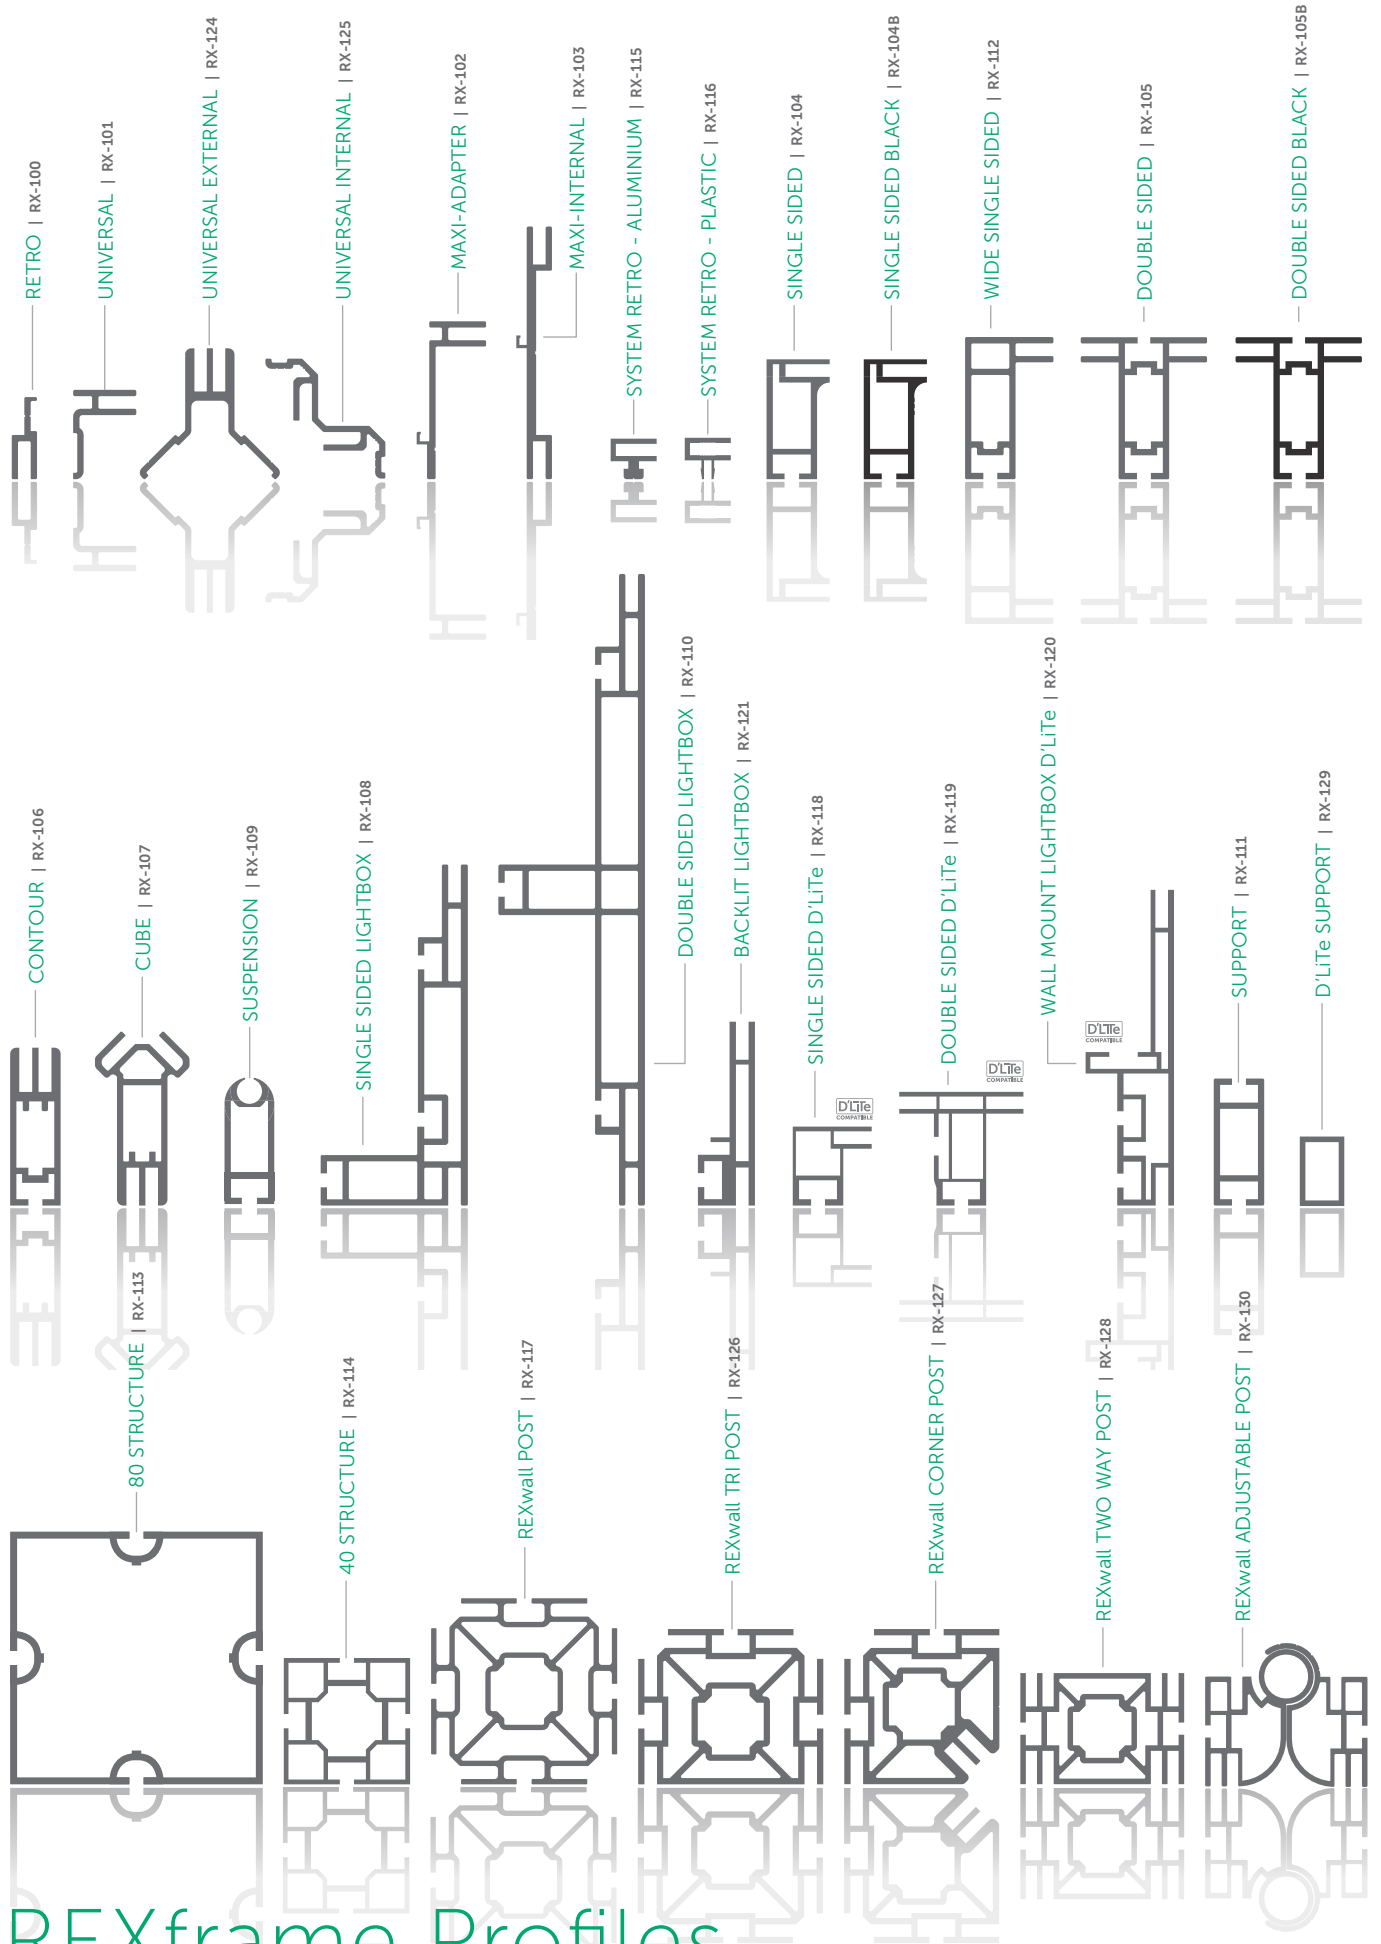 RETRO | RX-100
UNIVERSAL | RX-101
UNIVERSAL EXTERNAL | RX-124
UNIVERSAL INTERNAL | RX-125
MAXI-ADAPTER | RX-102
MAXI-INTERNAL | RX-103
SYSTEM RETRO - ALUMINIUM | RX-115
SYSTEM RETRO - PLASTIC | RX-116
SINGLE SIDED | RX-104
SINGLE SIDED BLACK | RX-104B
WIDE SINGLE SIDED | RX-112
DOUBLE SIDED | RX-105
DOUBLE SIDED BLACK | RX-105B
CONTOUR | RX-106
CUBE | RX-107
SUSPENSION | RX-109
SINGLE SIDED LIGHTBOX | RX-108
DOUBLE SIDED LIGHTBOX | RX-110
BACKLIT LIGHTBOX | RX-121
SINGLE SIDED D'LiTe | RX-118
D'LiTe
COMPATIBLE
DOUBLE SIDED D'LiTe | RX-119
D'LiTe
COMPATIBLE
WALL MOUNT LIGHTBOX D'LiTe | RX-120
D'LiTe
COMPATIBLE
SUPPORT | RX-111
D'LiTe SUPPORT | RX-129
80 STRUCTURE | RX-113
40 STRUCTURE | RX-114
REXwall POST | RX-117
REXwall TRI POST | RX-126
REXwall CORNER POST | RX-127
REXwall TWO WAY POST | RX-128
REXwall ADJUSTABLE POST | RX-130
REXframe Profiles